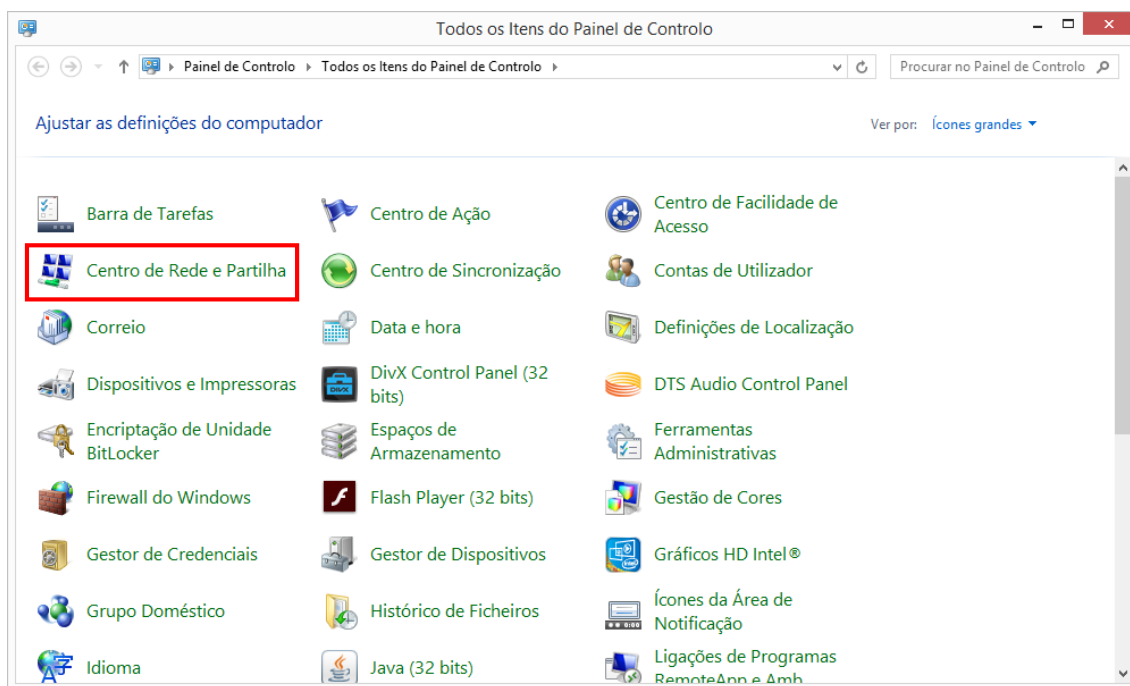 Todos os Itens do Painel de Controlo
Painel de Controlo Todos os Itens do Painel de Controlo
Procurar no Painel de Controlo
Ajustar as definições do computador
Ver por: Ícones grandes
Barra de Tarefas
Centro de Ação
Centro de Facilidade de
Acesso
Centro de Rede e Partilha
Centro de Sincronização
Contas de Utilizador
Correio
Data e hora
Definições de Localização
Dispositivos e Impressoras
DivX Control Panel (32
bits)
DTS Audio Control Panel
Encriptação de Unidade
BitLocker
Espaços de
Armazenamento
Ferramentas
Administrativas
Firewall do Windows
Flash Player (32 bits)
Gestão de Cores
Gestor de Credenciais
Gestor de Dispositivos
Gráficos HD Intel®
Grupo Doméstico
Histórico de Ficheiros
Ícones da Área de
Notificação
Idioma
Java (32 bits)
Ligações de Programas
RemoteApp e Amb